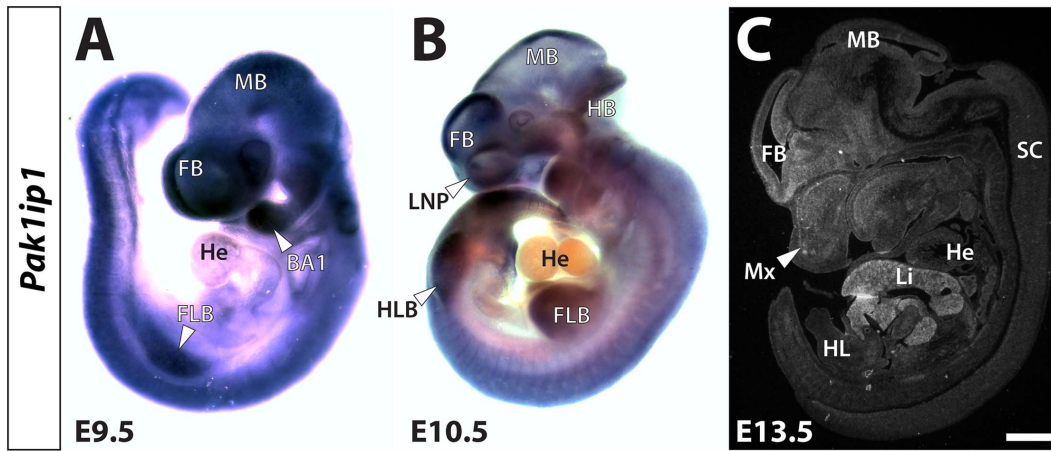 Pak1ip1
A
MB
FB
He
BA1
FLB
E9.5
B
MB
HB
FB
LNP
He
HLB
FLB
E10.5
C
MB
FB
SC
Mx
He
Li
HL
E13.5